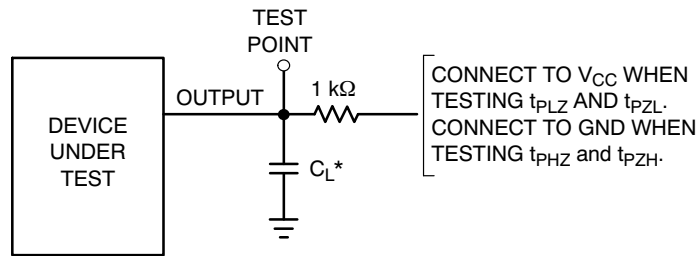 TEST
POINT
1 kΩ
OUTPUT
DEVICE
UNDER
TEST
CL*
CONNECT TO VCC WHEN
TESTING tPLZ AND tPZL.
CONNECT TO GND WHEN
TESTING tPHZ and tPZH.